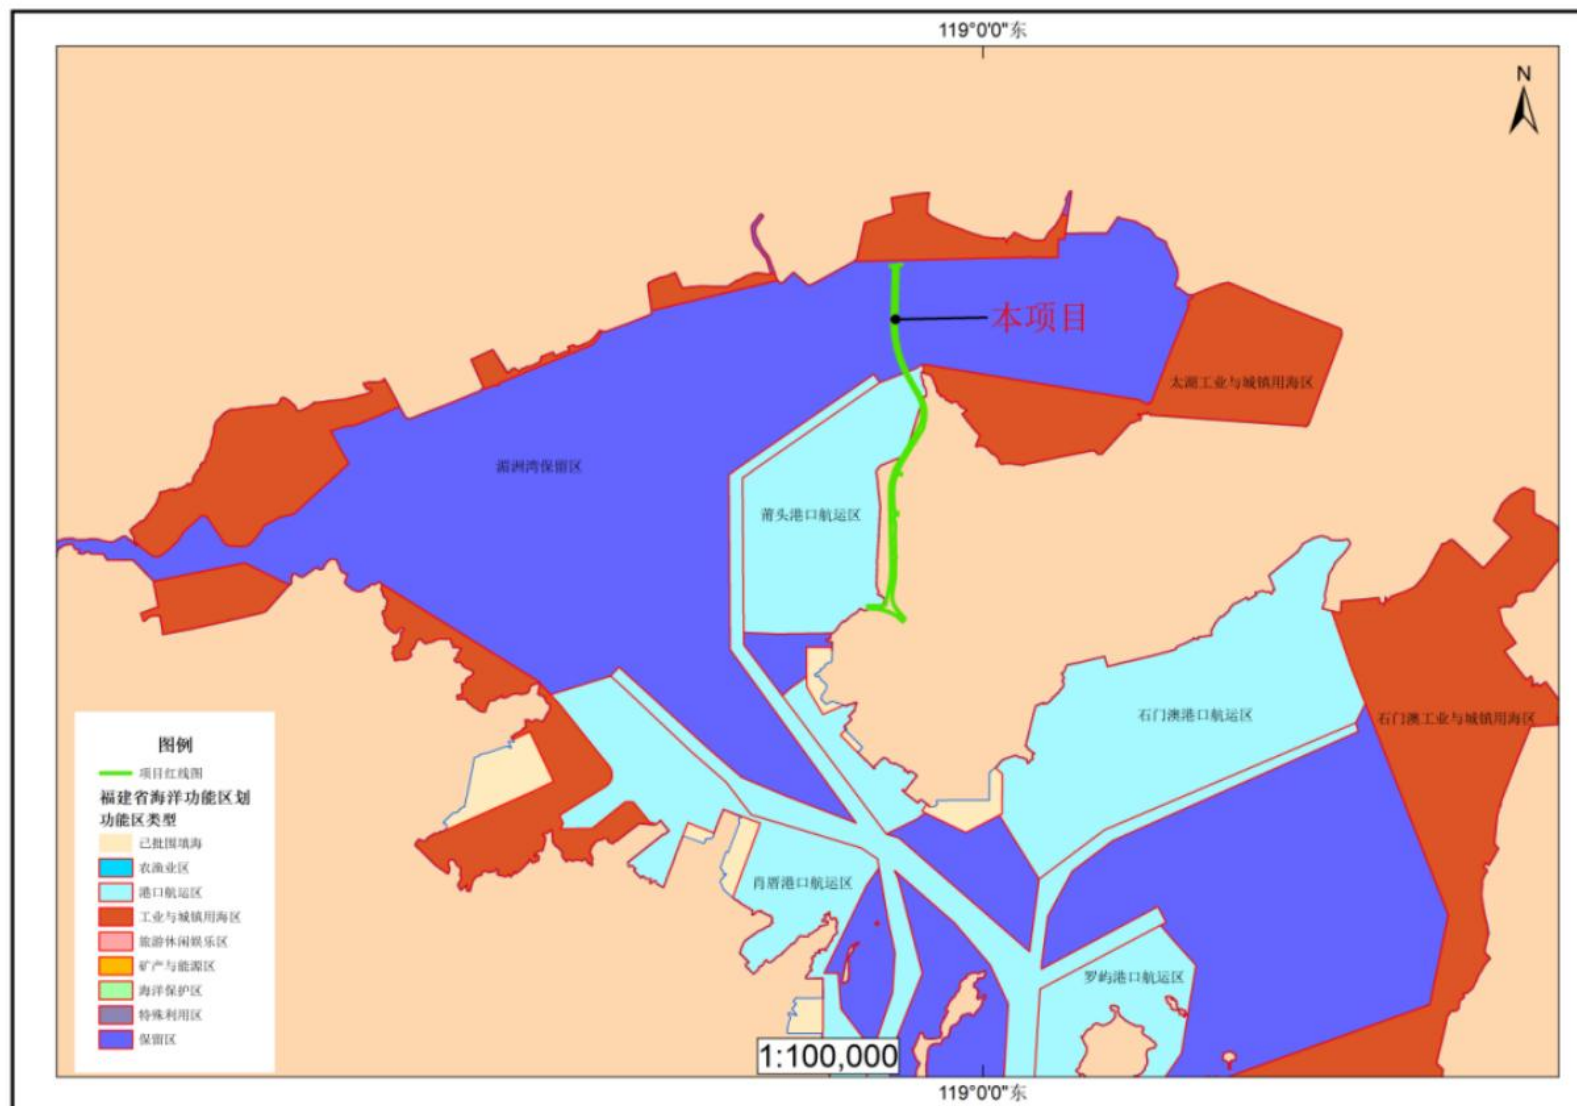 119°0'0"东
N
本项目
太湖工业与城镇用海区
湄洲湾保留区
莆头港口航运区
石门澳港口航运区
石门澳工业与城镇用海区
肖厝港口航运区
罗屿港口航运区
图例
项目红线图
福建省海洋功能区划
功能区类型
已批围填海
农渔业区
港口航运区
工业与城镇用海区
旅游休闲娱乐区
矿产与能源区
海洋保护区
特殊利用区
保留区
1:100,000
119°0'0"东